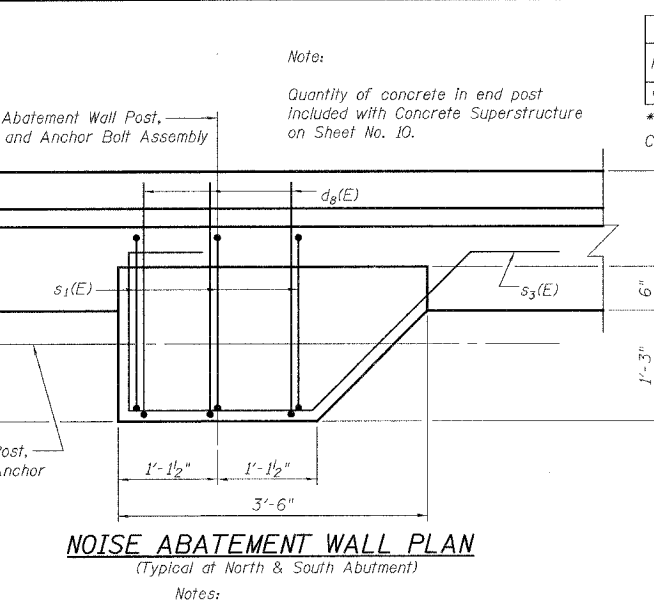 Note:
Quantity of concrete in end post
included with Concrete Superstructure
on Sheet No. 10.
Abatement Wall Post,
and Anchor Bolt Assembly
*
C
d8(E)
s1(E)
s3(E)
6"
1'-3"
Post,
Anchor
1'-1½"
1'-1½"
3'-6"
NOISE ABATEMENT WALL PLAN
(Typical at North & South Abutment)
Notes: